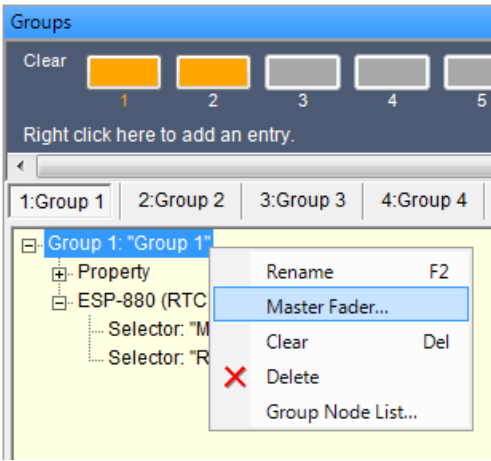 Groups
Clear
1 2 3 4 5
Right click here to add an entry.
1:Group 1 2:Group 2 3:Group 3 4:Group 4
Group 1: "Group 1"
Property
ESP-880 (RTC
Selector: "M
Selector: "R
Rename F2
Master Fader...
Clear Del
Delete
Group Node List...